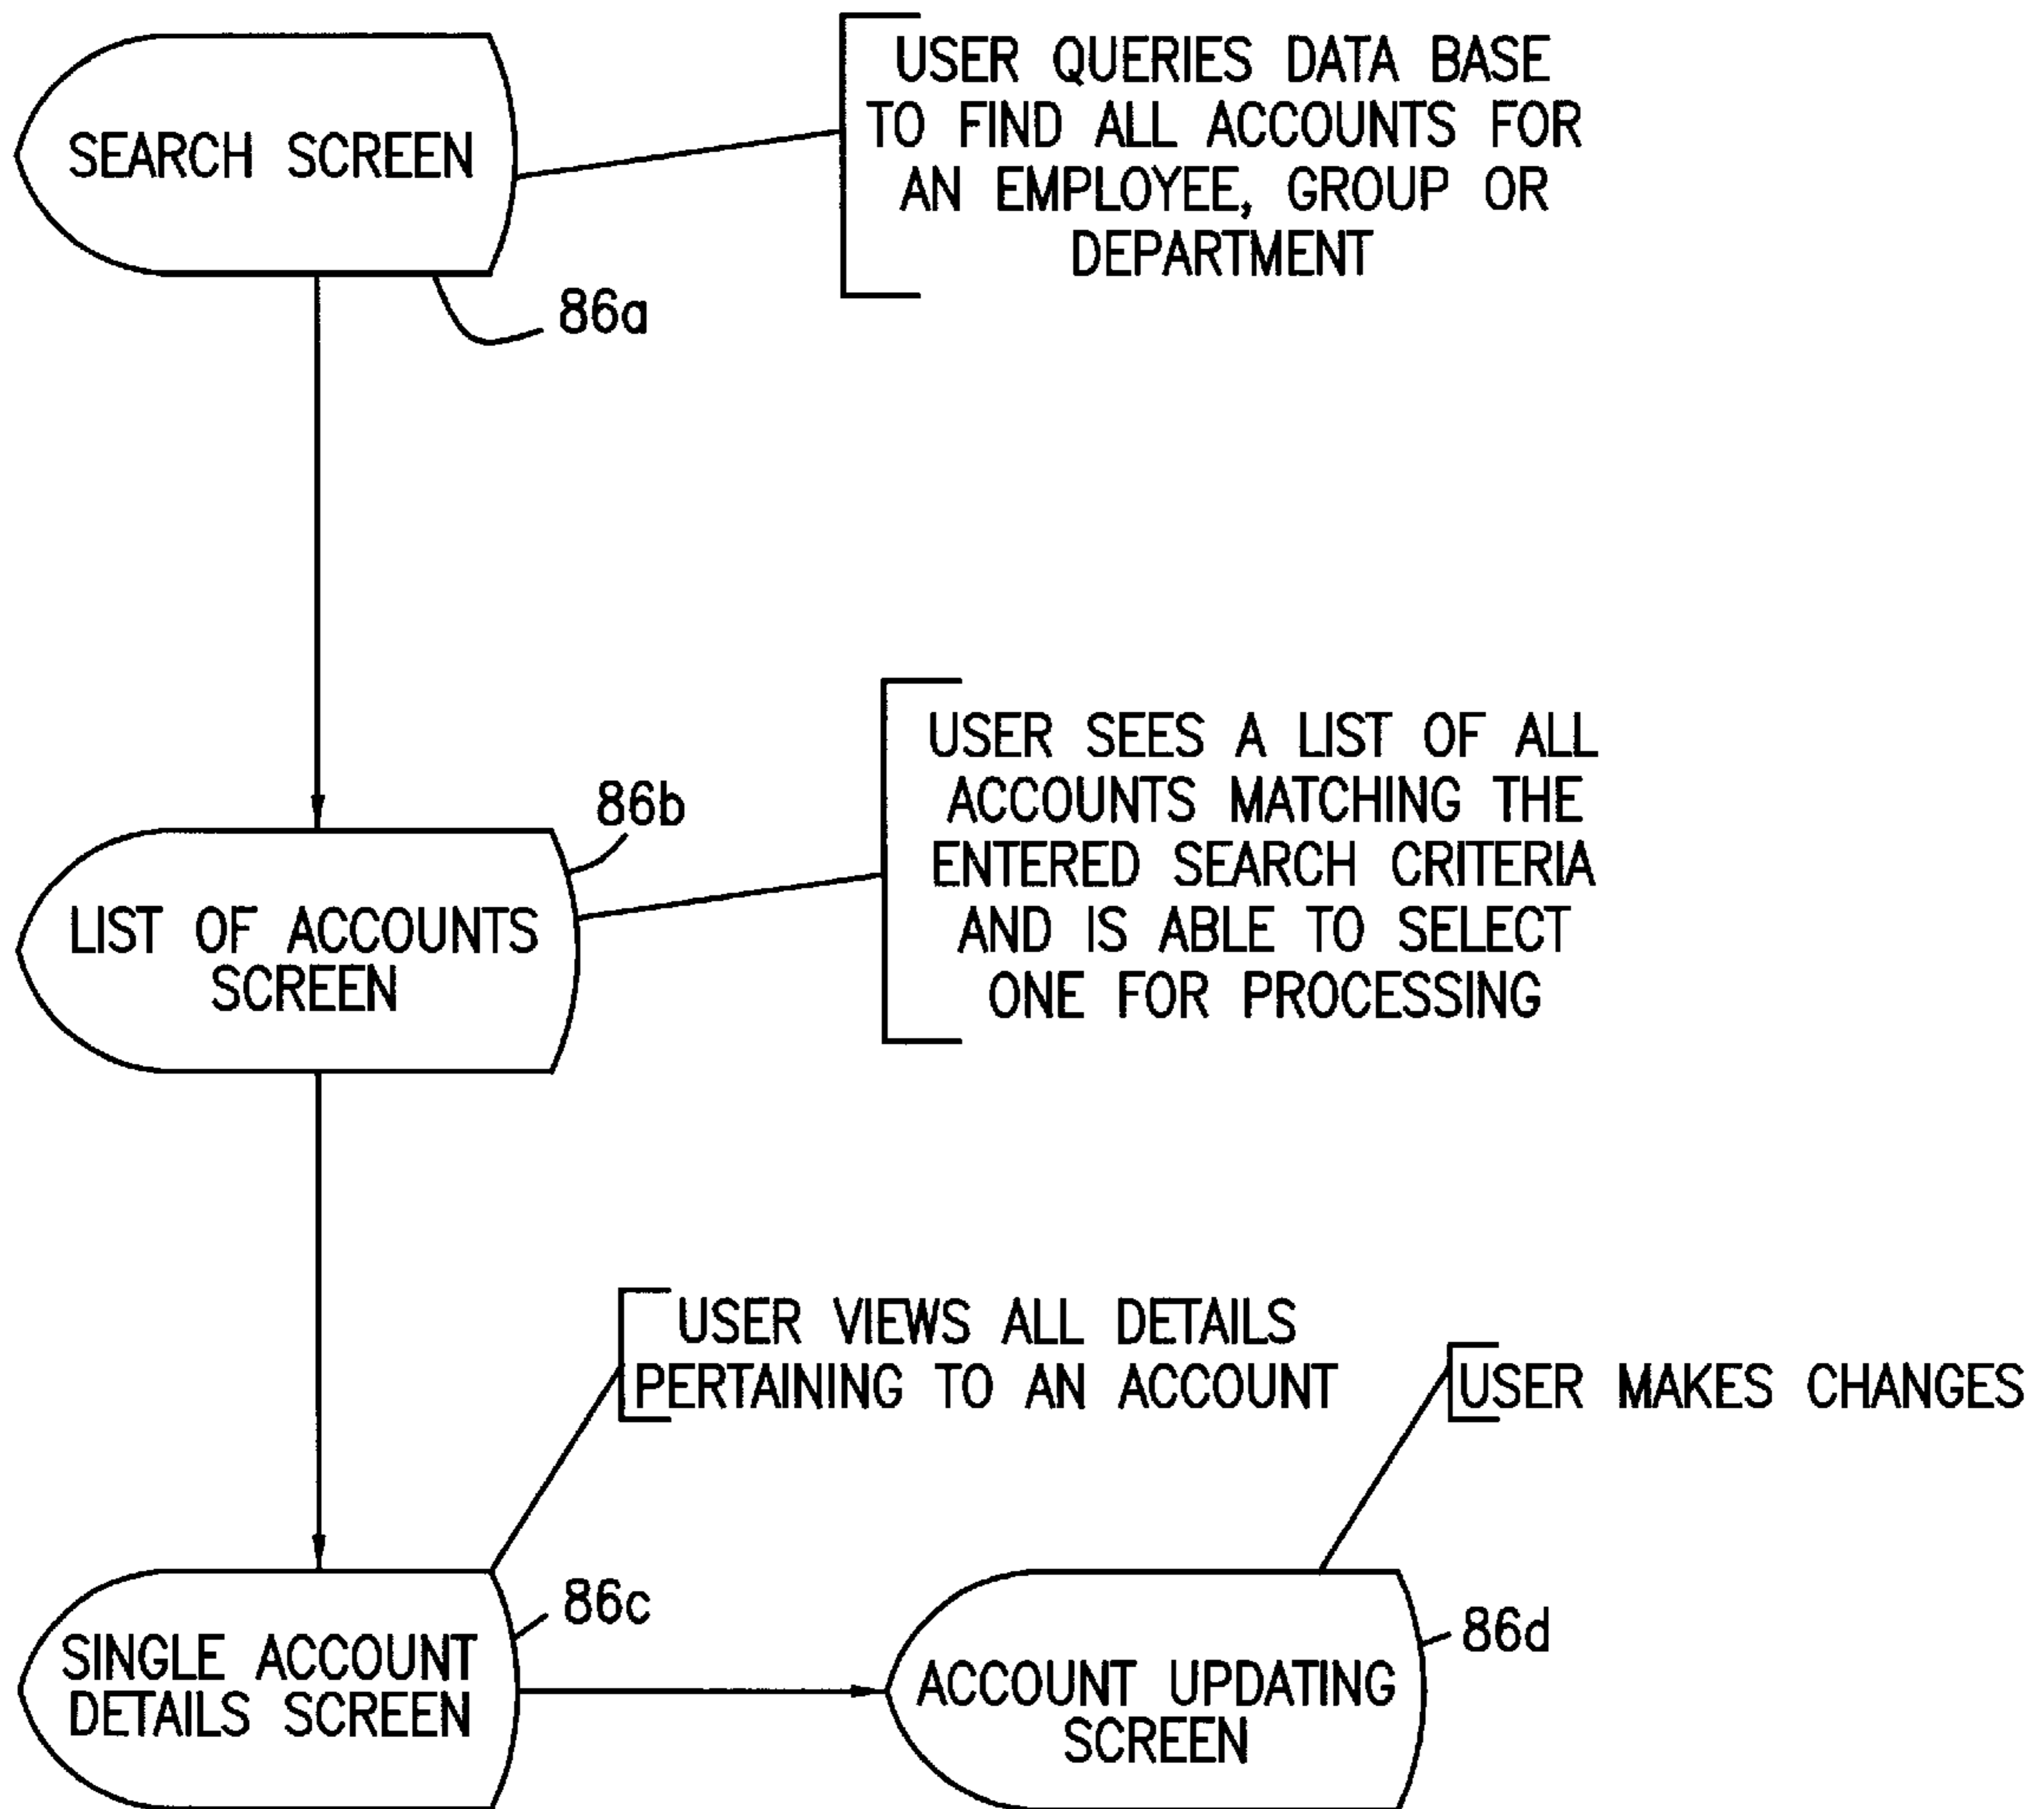 SEARCH SCREEN
USER QUERIES DATA BASE
TO FIND ALL ACCOUNTS FOR
AN EMPLOYEE, GROUP OR
DEPARTMENT
86a
86b
LIST OF ACCOUNTS
SCREEN
USER SEES A LIST OF ALL
ACCOUNTS MATCHING THE
ENTERED SEARCH CRITERIA
AND IS ABLE TO SELECT
ONE FOR PROCESSING
USER VIEWS ALL DETAILS
PERTAINING TO AN ACCOUNT
USER MAKES CHANGES
86c
SINGLE ACCOUNT
DETAILS SCREEN
86d
ACCOUNT UPDATING
SCREEN